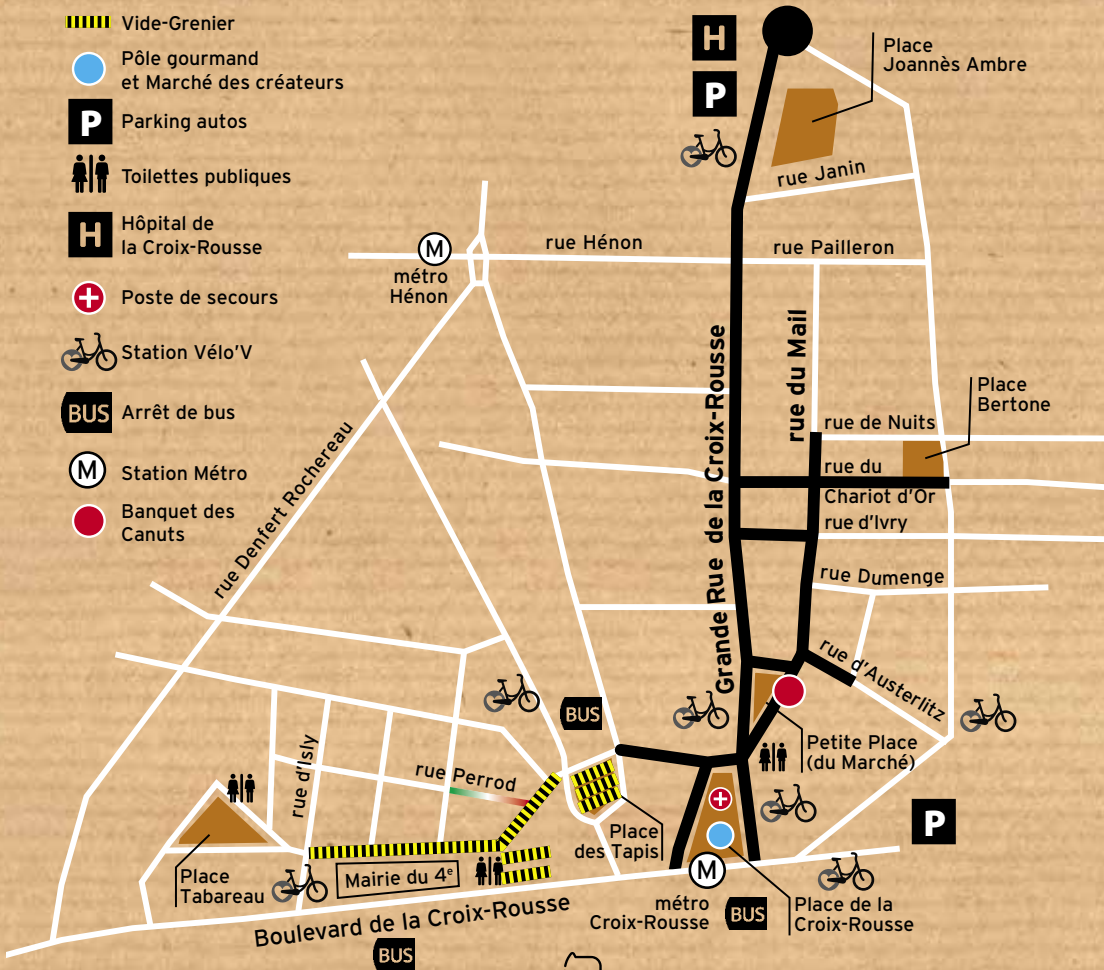 Vide-Grenier
Pôle gourmand
et Marché des créateurs
P
Parking autos
Toilettes publiques
H
Hôpital de
la Croix-Rousse
Poste de secours
Station Vélo'V
BUS
Arrêt de bus
M
Station Métro
Banquet des
Canuts
H
P
Place
Joannès Ambre
rue Janin
M
métro
Hénon
rue Hénon
rue Pailleron
rue du Mail
Grande Rue de la Croix-Rousse
Place
Bertone
rue de Nuits
rue du
Chariot d'Or
rue d'Ivry
rue Dumenge
rue d'Austerlitz
rue Denfert Rochereau
BUS
Petite Place
(du Marché)
rue d'Isly
rue Perrod
P
Place
des Tapis
Place
Tabareau
Mairie du 4e
M
métro
Croix-Rousse
BUS
Place de la
Croix-Rousse
Boulevard de la Croix-Rousse
BUS